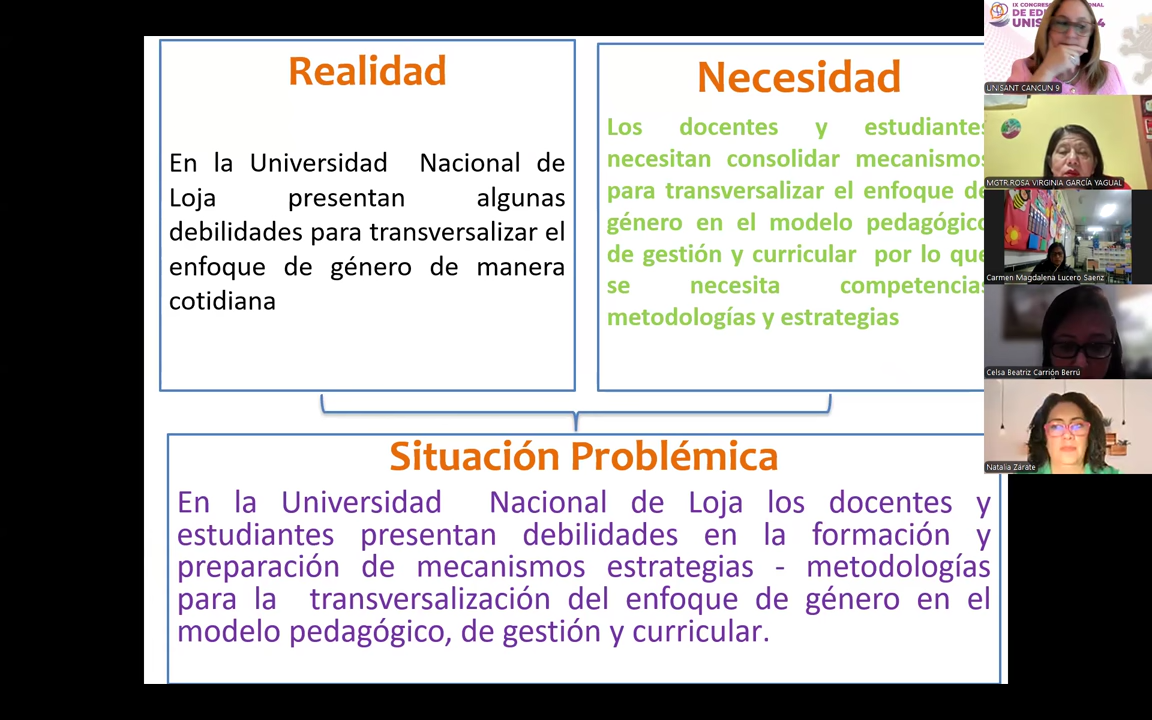 Realidad
En la Universidad Nacional de
Loja presentan algunas
debilidades para transversalizar el
enfoque de género de manera
cotidiana
Necesidad
Los docentes y estudiantes
necesitan consolidar mecanismos
para transversalizar el enfoque de
género en el modelo pedagógico
de gestión y curricular por lo que
se necesita competencias
metodologías y estrategias
Situación Problémica
En la Universidad Nacional de Loja los docentes y
estudiantes presentan debilidades en la formación y
preparación de mecanismos estrategias - metodologías
para la transversalización del enfoque de género en el
modelo pedagógico, de gestión y curricular.
IX CONGRESO
DE
UNIS
UNISANT CANCUN 9
MGTR.ROSA VIRGINIA GARCÍA YAGUAL
Carmen Magdalena Lucero Saenz
Celsa Beatriz Carrión Berrú
Natalia Zárate